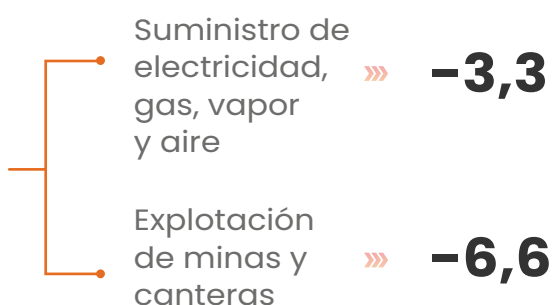 Suministro de
electricidad,
gas, vapor
y aire
-3,3
Explotación
de minas y
canteras
-6,6